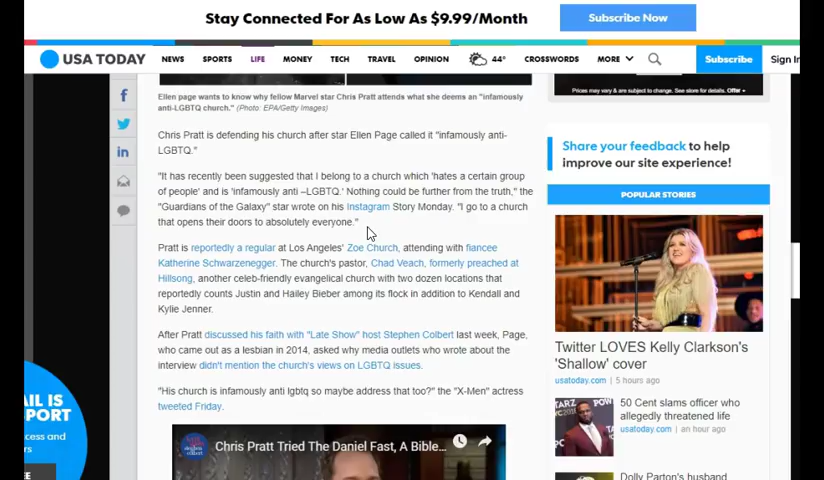 Stay Connected For As Low As $9.99/Month
Subscribe Now
USA TODAY
NEWS
SPORTS
LIFE
MONEY
TECH
TRAVEL
OPINION
44°
CROSSWORDS
MORE
Subscribe
Sign In
Ellen page wants to know why fellow Marvel star Chris Pratt attends what she deems an "infamously
anti-LGBTQ church." (Photo: EPA/Getty Images)
Chris Pratt is defending his church after star Ellen Page called it "infamously anti-
LGBTQ."
"It has recently been suggested that I belong to a church which 'hates a certain group
of people' and is 'infamously anti –LGBTQ.' Nothing could be further from the truth," the
"Guardians of the Galaxy" star wrote on his Instagram Story Monday. "I go to a church
that opens their doors to absolutely everyone."
Pratt is reportedly a regular at Los Angeles' Zoe Church, attending with fiancee
Katherine Schwarzenegger. The church's pastor, Chad Veach, formerly preached at
Hillsong, another celeb-friendly evangelical church with two dozen locations that
reportedly counts Justin and Hailey Bieber among its flock in addition to Kendall and
Kylie Jenner.
After Pratt discussed his faith with "Late Show" host Stephen Colbert last week, Page,
who came out as a lesbian in 2014, asked why media outlets who wrote about the
interview didn't mention the church's views on LGBTQ issues.
"His church is infamously anti lgbtq so maybe address that too?" the "X-Men" actress
tweeted Friday.
Chris Pratt Tried The Daniel Fast, A Bible...
Prices may vary & are subject to change. See store for details. Offer
Share your feedback to help
improve our site experience!
POPULAR STORIES
Twitter LOVES Kelly Clarkson's
'Shallow' cover
usatoday.com | 5 hours ago
50 Cent slams officer who
allegedly threatened life
usatoday.com | an hour ago
Dolly Parton's husband